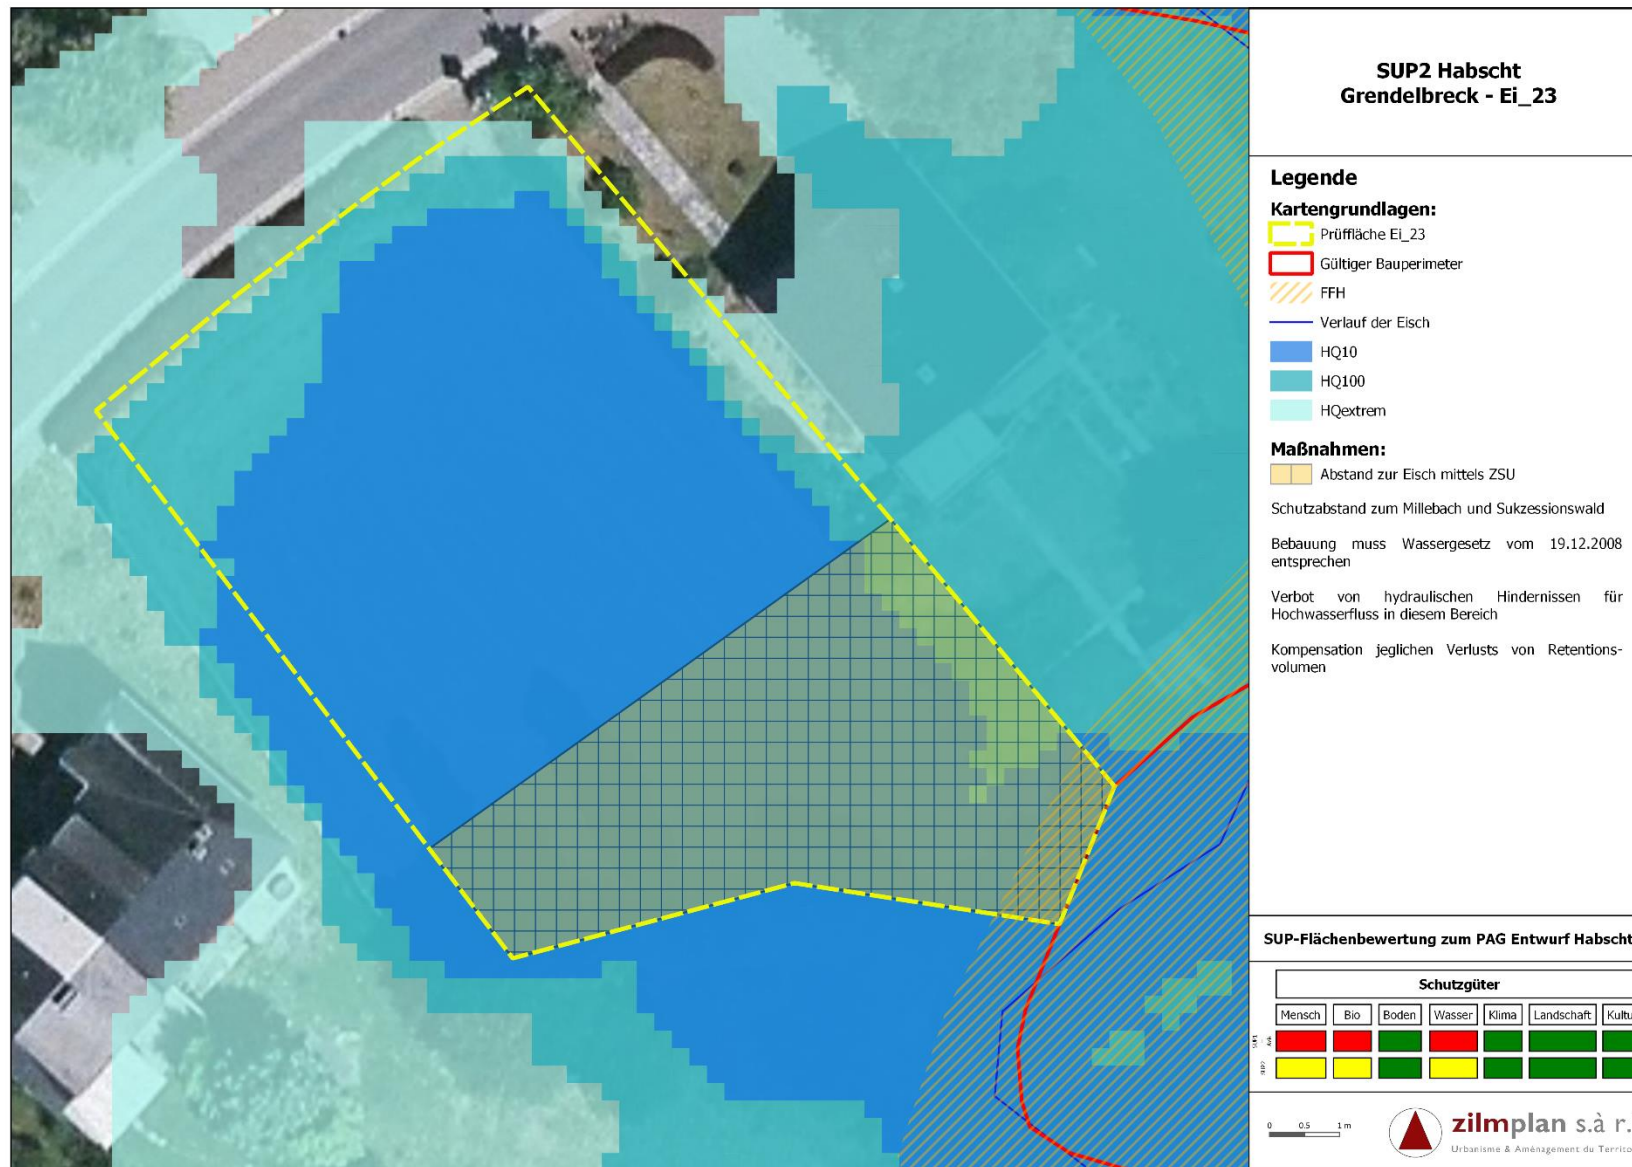 SUP2 Habscht
Grendelbreck - Ei_23
Legende
Kartengrundlagen:
Prüffläche Ei_23
Gültiger Bauperimeter
FFH
Verlauf der Eisch
HQ10
HQ100
HQextrem
Maßnahmen:
Abstand zur Eisch mittels ZSU
Schutzabstand zum Millebach und Sukzessionswald
Bebauung muss Wassergesetz vom 19.12.2008
entsprechen
Verbot von hydraulischen Hindernissen für
Hochwasserfluss in diesem Bereich
Kompensation jeglichen Verlusts von Retentions-
volumen
SUP-Flächenbewertung zum PAG Entwurf Habscht
Schutzgüter
Mensch Bio Boden Wasser Klima Landschaft Kultu
0 0.5 1 m
zilmplan s.à r.
Urbanisme & Aménagement du Territo